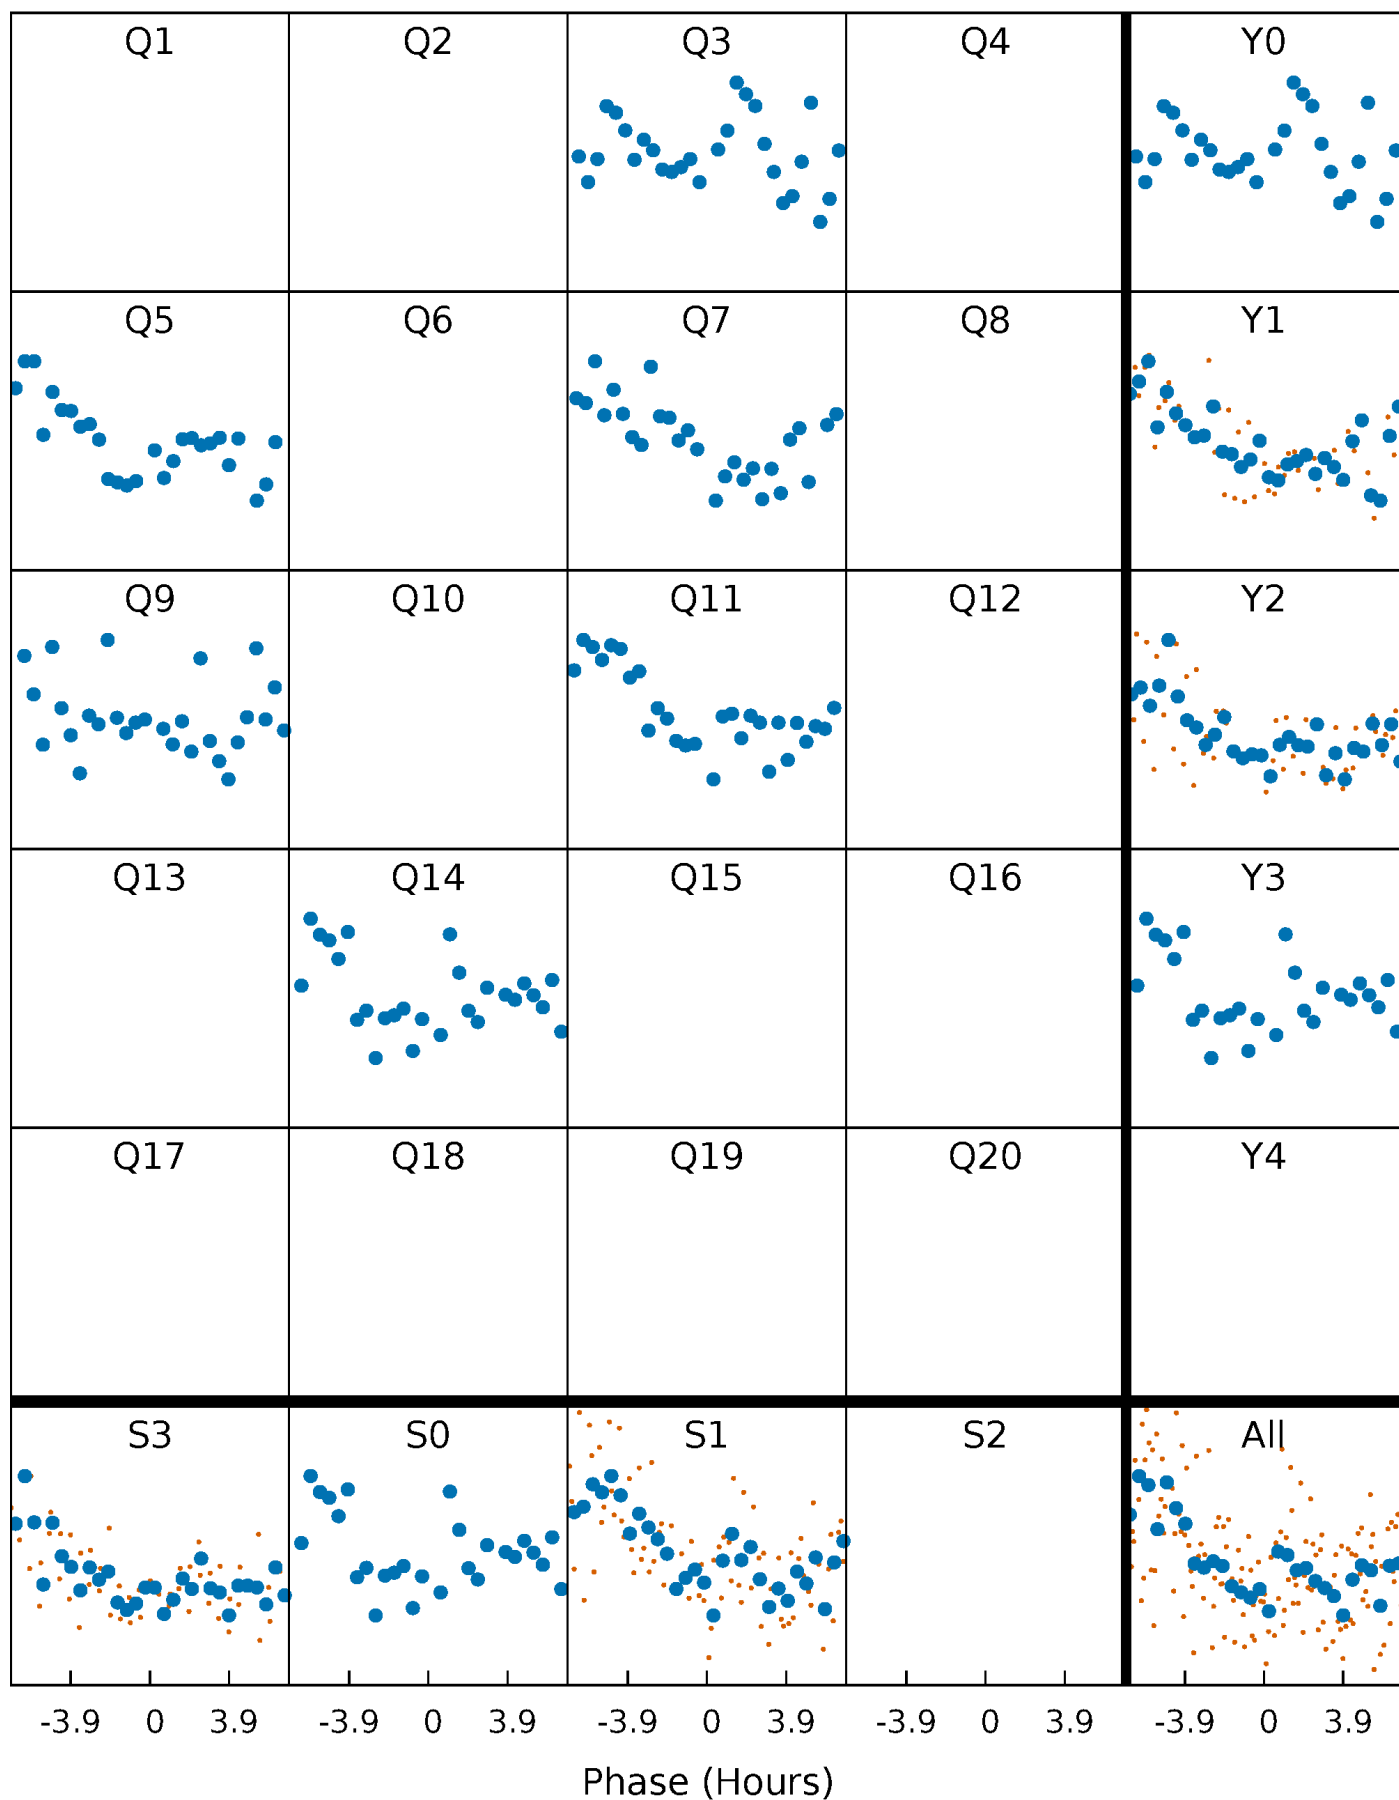 Q1 Q2 Q3 Q4 Y0
Q5 Q6 Q7 Q8 Y1
Q9 Q10 Q11 Q12 Y2
Q13 Q14 Q15 Q16 Y3
Q17 Q18 Q19 Q20 Y4
S3 S0 S1 S2 All
-3.9 0 3.9 -3.9 0 3.9 -3.9 0 3.9 -3.9 0 3.9 -3.9 0 3.9
Phase (Hours)